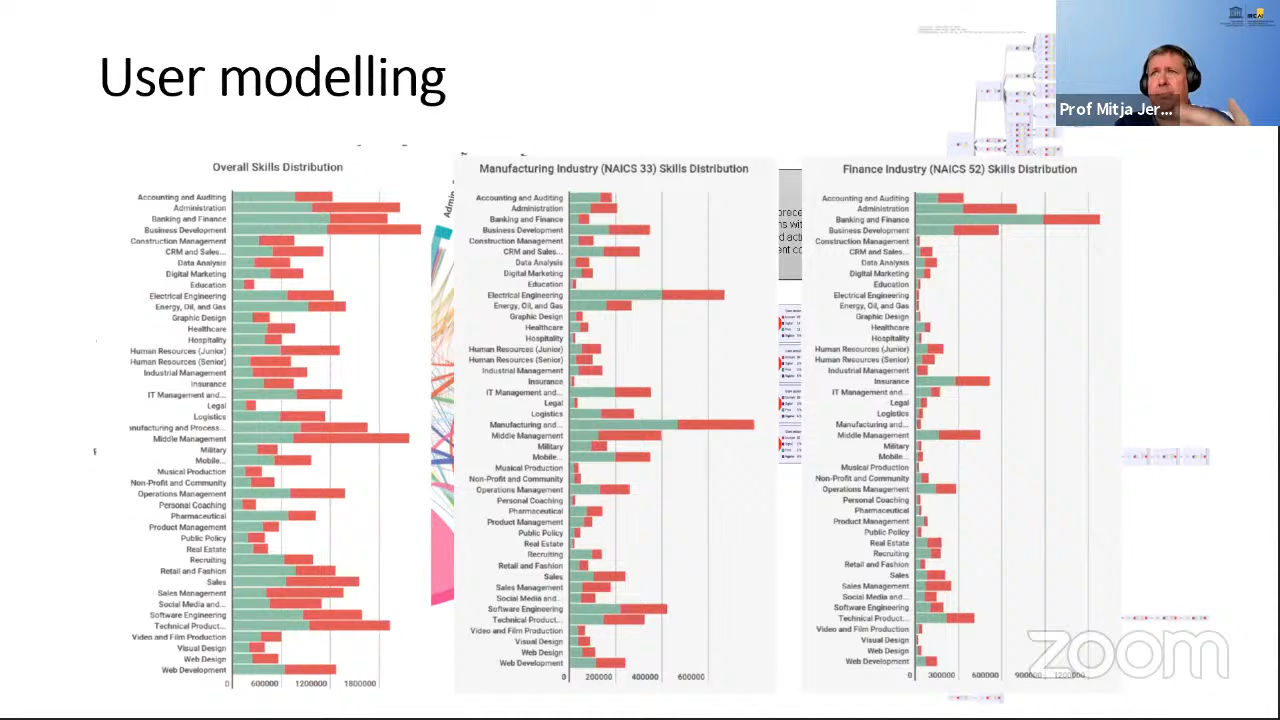 User modelling
Prof Mitja Jer...
Overall Skills Distribution
Accounting and Auditing
Administration
Banking and Finance
Business Development
Construction Management
CRM and Sales...
Data Analysis
Digital Marketing
Education
Electrical Engineering
Energy, Oil, and Gas
Graphic Design
Healthcare
Hospitality
Human Resources (Junior)
Human Resources (Senior)
Industrial Management
Insurance
IT Management and...
Legal
Logistics
anufacturing and Process...
Middle Management
Military
Mobile...
Musical Production
Non-Profit and Community
Operations Management
Personal Coaching
Pharmaceutical
Product Management
Public Policy
Real Estate
Recruiting
Retail and Fashion
Sales
Sales Management
Social Media and...
Software Engineering
Technical Product...
Video and Film Production
Visual Design
Web Design
Web Development
0 600000 1200000 1800000
Manufacturing Industry (NAICS 33) Skills Distribution
Accounting and Auditing
Administration
Banking and Finance
Business Development
Construction Management
CRM and Sales...
Data Analysis
Digital Marketing
Education
Electrical Engineering
Energy, Oil, and Gas
Graphic Design
Healthcare
Hospitality
Human Resources (Junior)
Human Resources (Senior)
Industrial Management
Insurance
IT Management and...
Legal
Logistics
Manufacturing and...
Middle Management
Military
Mobile...
Musical Production
Non-Profit and Community
Operations Management
Personal Coaching
Pharmaceutical
Product Management
Public Policy
Real Estate
Recruiting
Retail and Fashion
Sales
Sales Management
Social Media and...
Software Engineering
Technical Product...
Video and Film Production
Visual Design
Web Design
Web Development
0 200000 400000 600000
Finance Industry (NAICS 52) Skills Distribution
Accounting and Auditing
Administration
Banking and Finance
Business Development
Construction Management
CRM and Sales...
Data Analysis
Digital Marketing
Education
Electrical Engineering
Energy, Oil, and Gas
Graphic Design
Healthcare
Hospitality
Human Resources (Junior)
Human Resources (Senior)
Industrial Management
Insurance
IT Management and...
Legal
Logistics
Manufacturing and...
Middle Management
Military
Mobile...
Musical Production
Non-Profit and Community
Operations Management
Personal Coaching
Pharmaceutical
Product Management
Public Policy
Real Estate
Recruiting
Retail and Fashion
Sales
Sales Management
Social Media and...
Software Engineering
Technical Product...
Video and Film Production
Visual Design
Web Design
Web Development
0 300000 600000 900000 1200000
zoom